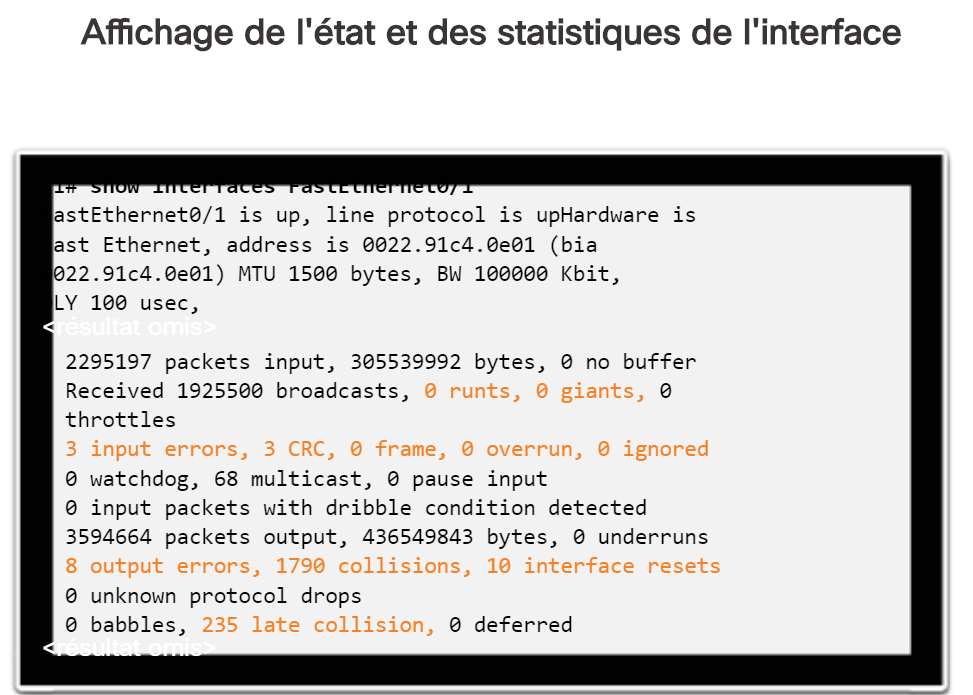 Affichage de l'état et des statistiques de l'interface
1# show interfaces FastEthernet0/1
astEthernet0/1 is up, line protocol is upHardware is
ast Ethernet, address is 0022.91c4.0e01 (bia
022.91c4.0e01) MTU 1500 bytes, BW 100000 Kbit,
LY 100 usec,
<résultat omis>
2295197 packets input, 305539992 bytes, 0 no buffer
Received 1925500 broadcasts, 0 runts, 0 giants, 0
throttles
3 input errors, 3 CRC, 0 frame, 0 overrun, 0 ignored
0 watchdog, 68 multicast, 0 pause input
0 input packets with dribble condition detected
3594664 packets output, 436549843 bytes, 0 underruns
8 output errors, 1790 collisions, 10 interface resets
0 unknown protocol drops
0 babbles, 235 late collision, 0 deferred
<résultat omis>